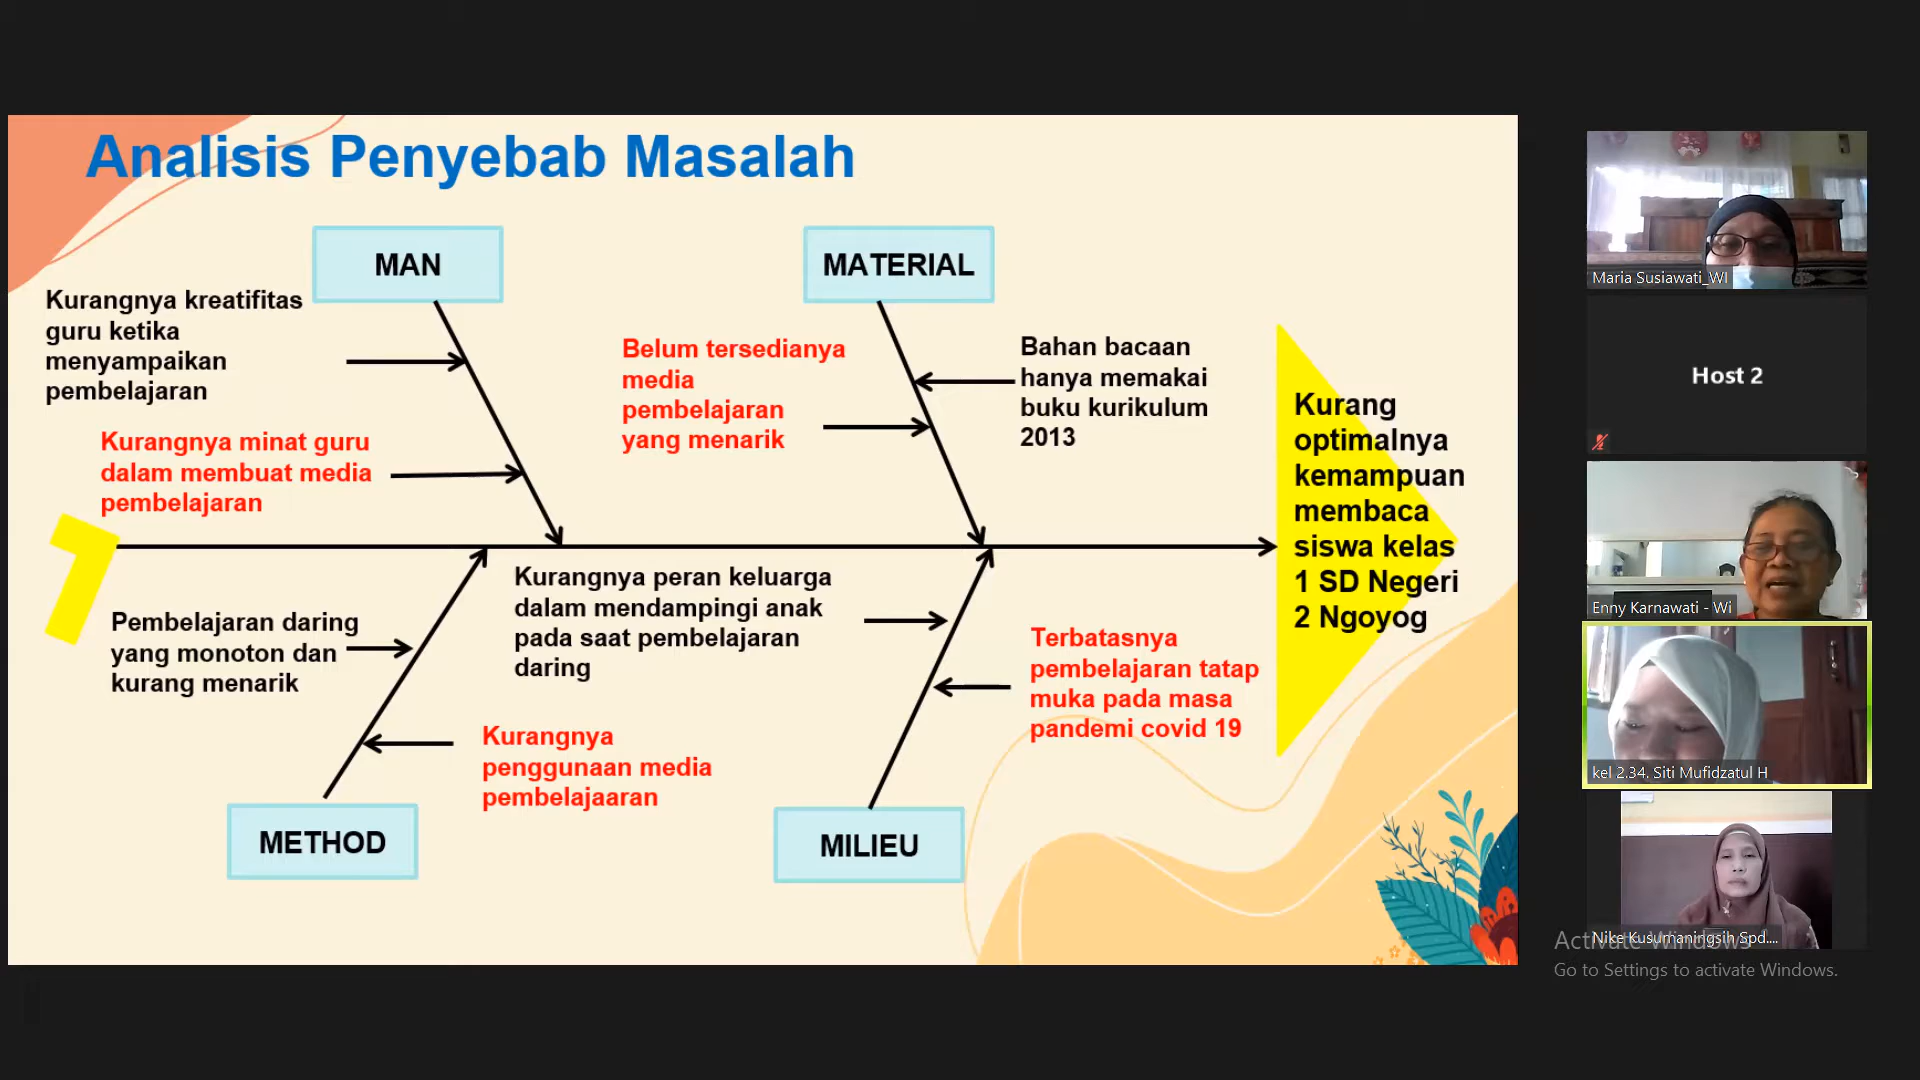 Analisis Penyebab Masalah
MAN
MATERIAL
Kurangnya kreatifitas
guru ketika
menyampaikan
pembelajaran
Kurangnya minat guru
dalam membuat media
pembelajaran
Belum tersedianya
media
pembelajaran
yang menarik
Bahan bacaan
hanya memakai
buku kurikulum
2013
Kurang
optimalnya
kemampuan
membaca
siswa kelas
1 SD Negeri
2 Ngoyog
Pembelajaran daring
yang monoton dan
kurang menarik
Kurangnya
penggunaan media
pembelajaaran
Kurangnya peran keluarga
dalam mendampingi anak
pada saat pembelajaran
daring
Terbatasnya
pembelajaran tatap
muka pada masa
pandemi covid 19
METHOD
MILIEU
Maria Susiawati_WI
Host 2
Enny Karnawati - Wi
kel 2.34. Siti Mufidzatul H
Nike Kusumaningsih Spd....
Activate Windows
Go to Settings to activate Windows.